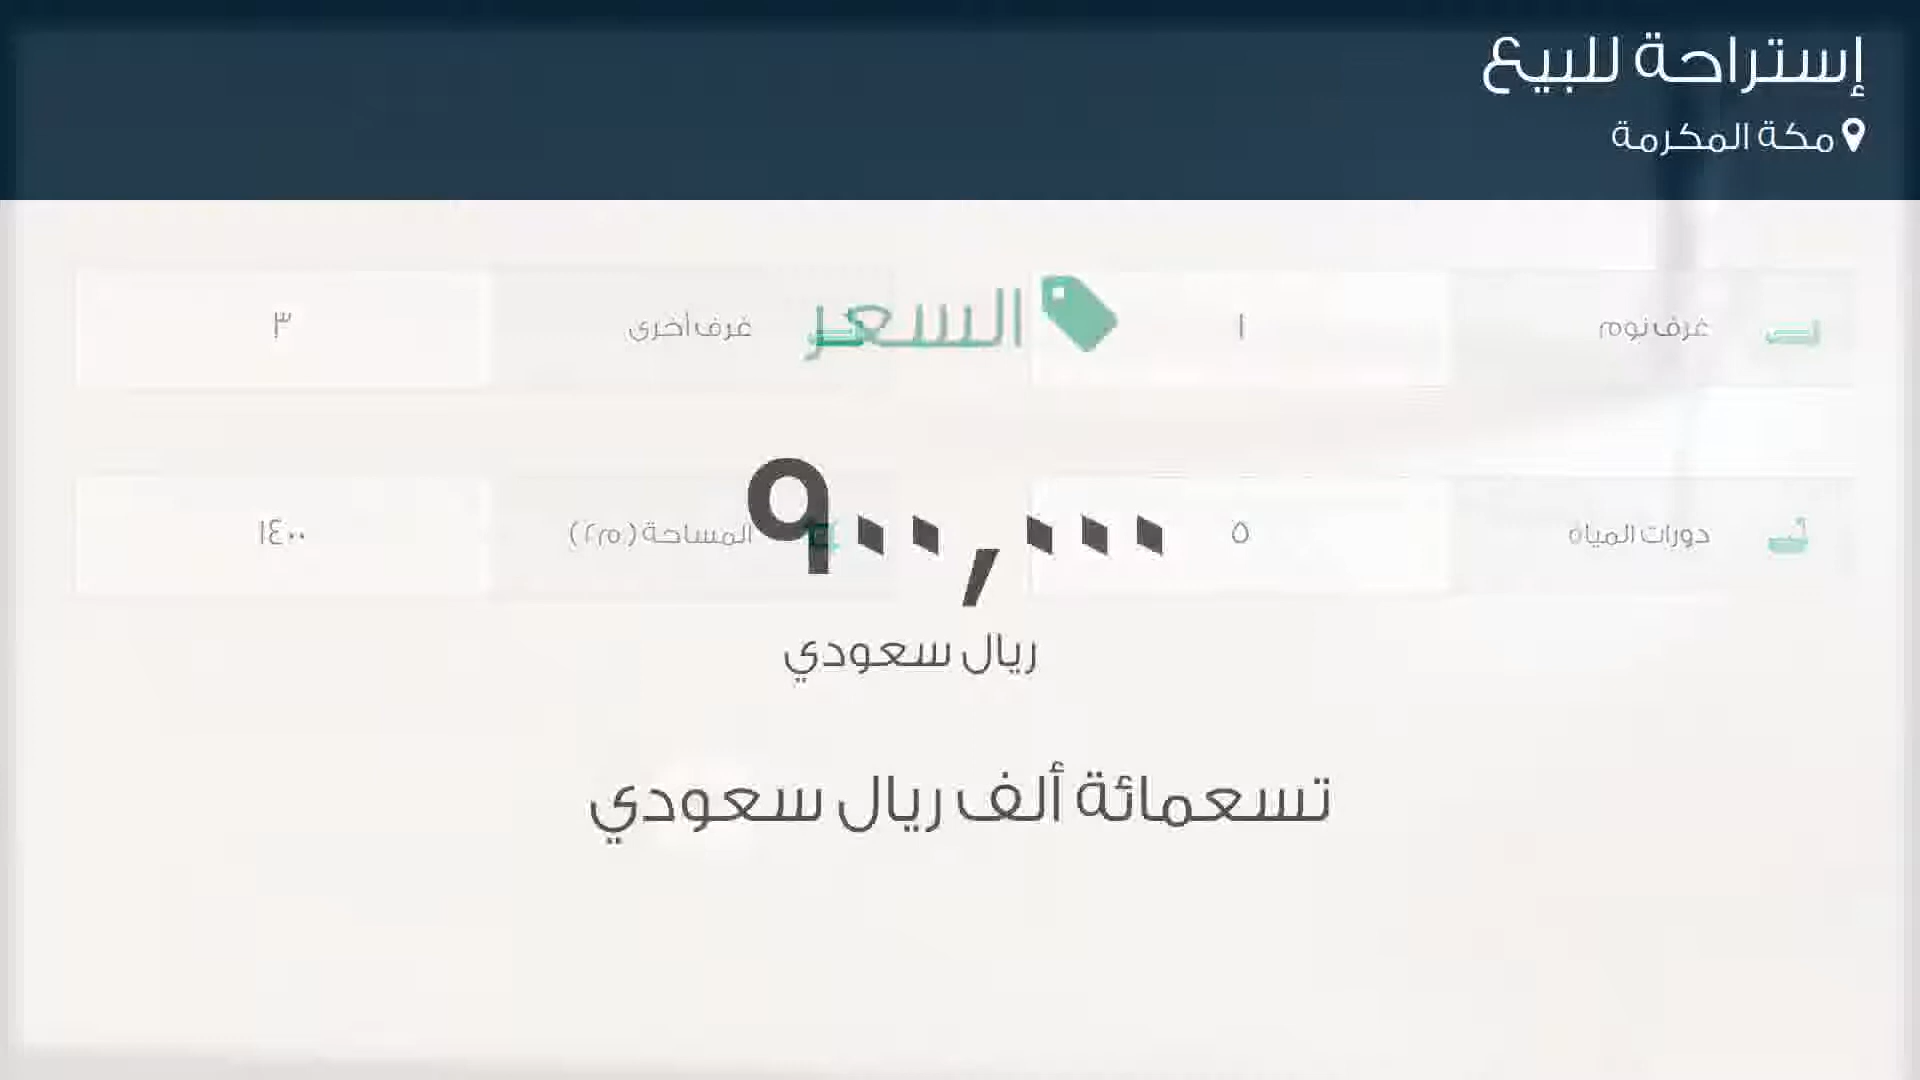 إستراحة للبيع
مكة المكرمة
السعر
غرف نوم
١
غرف أخرى
٣
دورات المياه
٥
المساحة (م٢)
١٤٠٠
٩٠٠,٠٠٠
ريال سعودي
تسعمائة ألف ريال سعودي